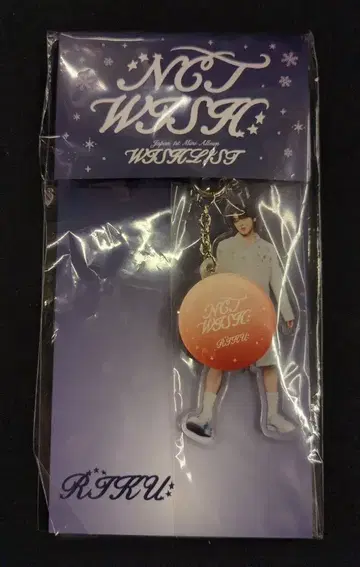 NCT
WISH
Japan 1st Mini Album
WISHLIST
NCT
WISH
RIKU
RIKU